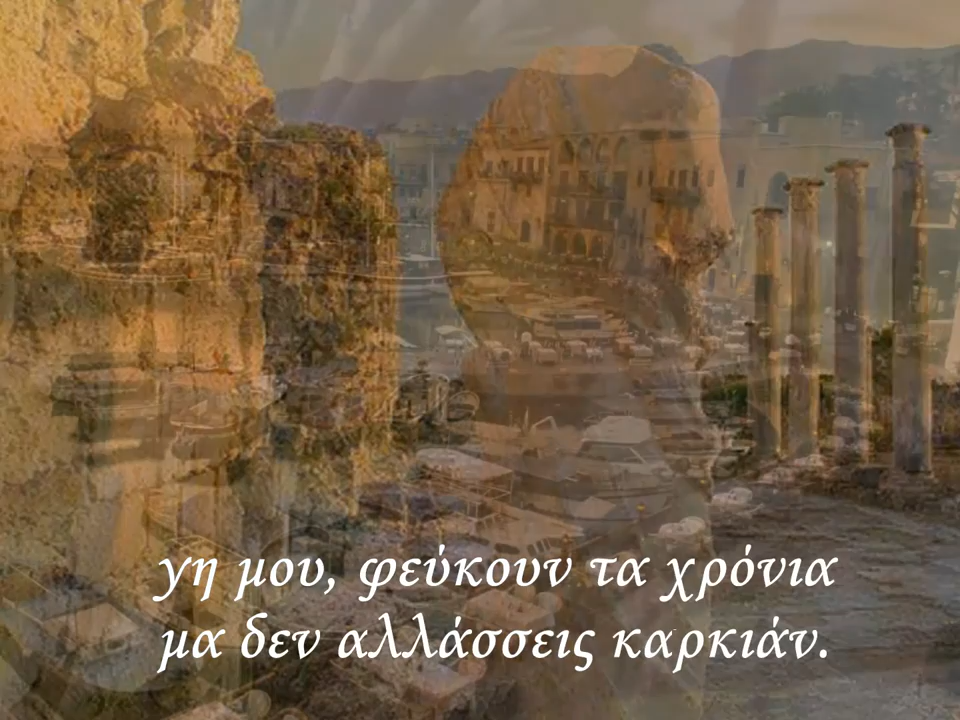 γη μου, φεύκουν τα χρόνια
μα δεν αλλάσσεις καρκιάν.